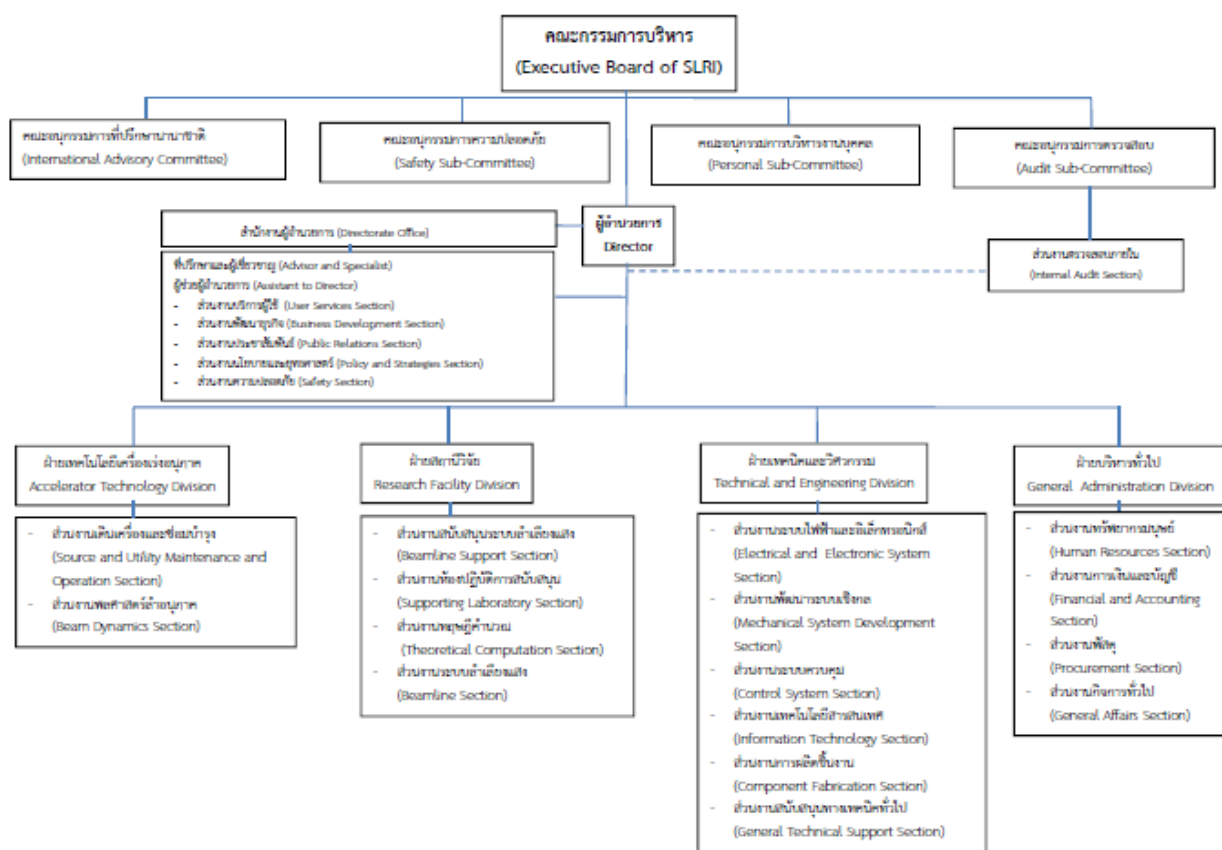 คณะกรรมการบริหาร
(Executive Board of SLRI)
คณะอนุกรรมการที่ปรึกษานานาชาติ
(International Advisory Committee)
คณะอนุกรรมการความปลอดภัย
(Safety Sub-Committee)
คณะอนุกรรมการบริหารงานบุคคล
(Personal Sub-Committee)
คณะอนุกรรมการตรวจสอบ
(Audit Sub-Committee)
ผู้อำนวยการ
Director
สำนักงานผู้อำนวยการ (Directorate Office)
ส่วนงานตรวจสอบภายใน
(Internal Audit Section)
ที่ปรึกษาและผู้เชี่ยวชาญ (Advisor and Specialist)
ผู้ช่วยผู้อำนวยการ (Assistant to Director)
- ส่วนงานบริการผู้ใช้ (User Services Section)
- ส่วนงานพัฒนาธุรกิจ (Business Development Section)
- ส่วนงานประชาสัมพันธ์ (Public Relations Section)
- ส่วนงานนโยบายและยุทธศาสตร์ (Policy and Strategies Section)
- ส่วนงานความปลอดภัย (Safety Section)
ฝ่ายเทคโนโลยีเครื่องเร่งอนุภาค
Accelerator Technology Division
- ส่วนงานเดินเครื่องและซ่อมบำรุง
(Source and Utility Maintenance and
Operation Section)
- ส่วนงานพลศาสตร์ลำอนุภาค
(Beam Dynamics Section)
ฝ่ายสถานีวิจัย
Research Facility Division
- ส่วนงานสนับสนุนระบบลำเลียงแสง
(Beamline Support Section)
- ส่วนงานห้องปฏิบัติการสนับสนุน
(Supporting Laboratory Section)
- ส่วนงานทฤษฎีคำนวณ
(Theoretical Computation Section)
- ส่วนงานระบบลำเลียงแสง
(Beamline Section)
ฝ่ายเทคนิคและวิศวกรรม
Technical and Engineering Division
- ส่วนงานระบบไฟฟ้าและอิเล็กทรอนิกส์
(Electrical and Electronic System
Section)
- ส่วนงานพัฒนาระบบเชิงกล
(Mechanical System Development
Section)
- ส่วนงานระบบควบคุม
(Control System Section)
- ส่วนงานเทคโนโลยีสารสนเทศ
(Information Technology Section)
- ส่วนงานการผลิตชิ้นงาน
(Component Fabrication Section)
- ส่วนงานสนับสนุนทางเทคนิคทั่วไป
(General Technical Support Section)
ฝ่ายบริหารทั่วไป
General Administration Division
- ส่วนงานทรัพยากรมนุษย์
(Human Resources Section)
- ส่วนงานการเงินและบัญชี
(Financial and Accounting
Section)
- ส่วนงานพัสดุ
(Procurement Section)
- ส่วนงานกิจการทั่วไป
(General Affairs Section)